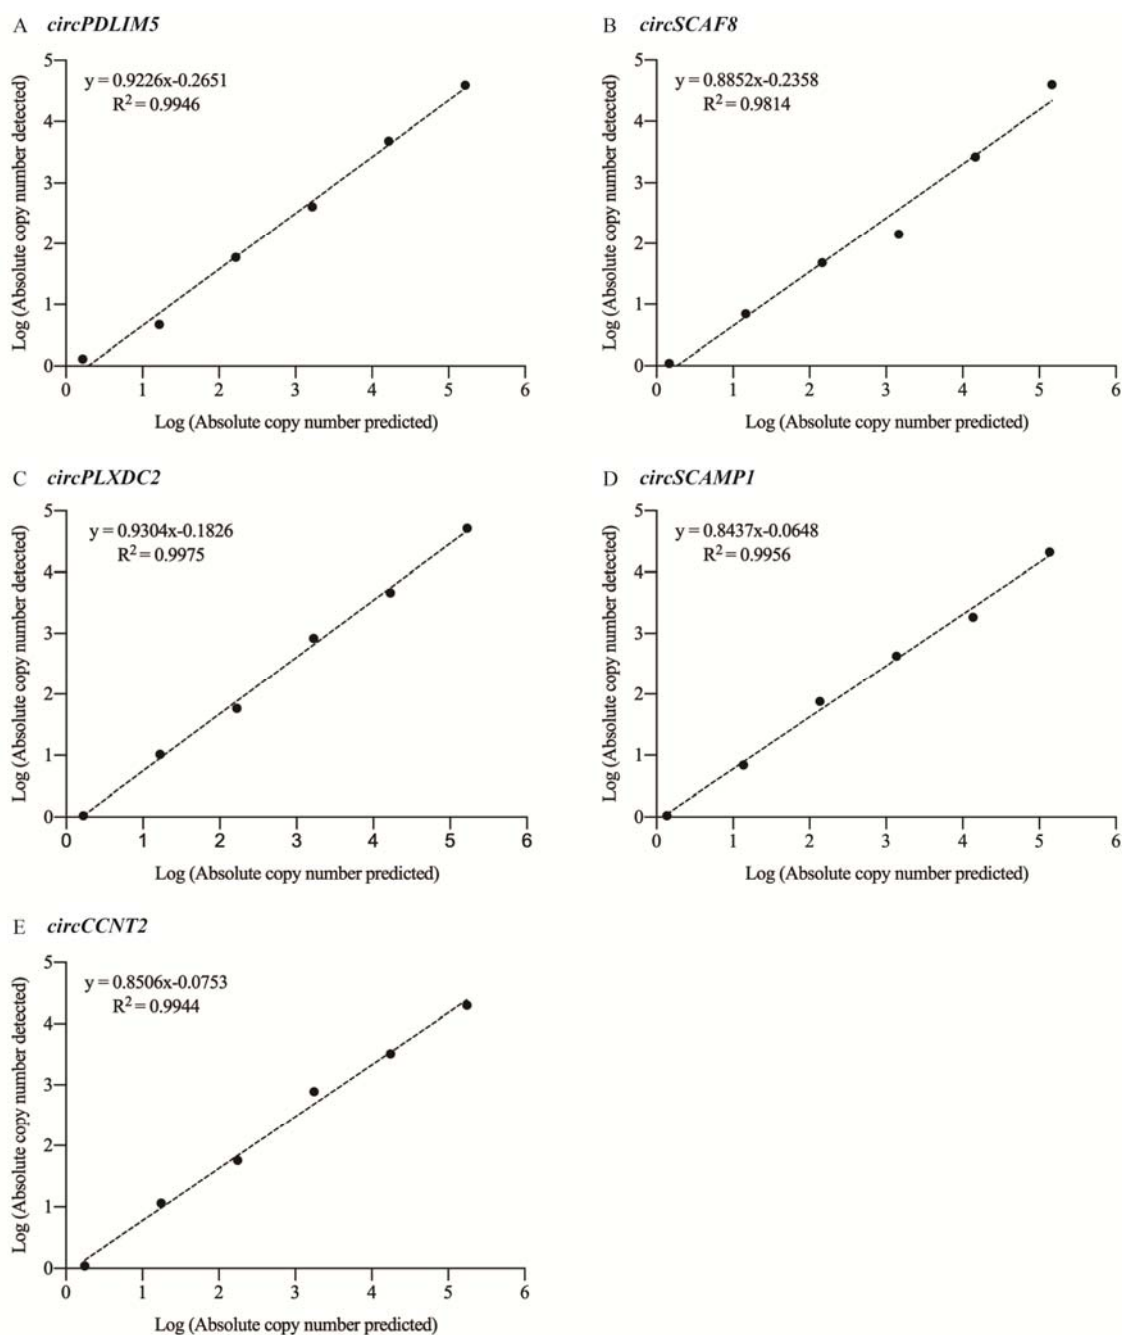 A circPDLIM5
y = 0.9226x-0.2651
R² = 0.9946
Log (Absolute copy number detected)
5
4
3
2
1
0
0 1 2 3 4 5 6
Log (Absolute copy number predicted)
B circSCAF8
y = 0.8852x-0.2358
R² = 0.9814
Log (Absolute copy number detected)
5
4
3
2
1
0
0 1 2 3 4 5 6
Log (Absolute copy number predicted)
C circPLXDC2
y = 0.9304x-0.1826
R² = 0.9975
Log (Absolute copy number detected)
5
4
3
2
1
0
0 1 2 3 4 5 6
Log (Absolute copy number predicted)
D circSCAMP1
y = 0.8437x-0.0648
R² = 0.9956
Log (Absolute copy number detected)
5
4
3
2
1
0
0 1 2 3 4 5 6
Log (Absolute copy number predicted)
E circCCNT2
y = 0.8506x-0.0753
R² = 0.9944
Log (Absolute copy number detected)
5
4
3
2
1
0
0 1 2 3 4 5 6
Log (Absolute copy number predicted)